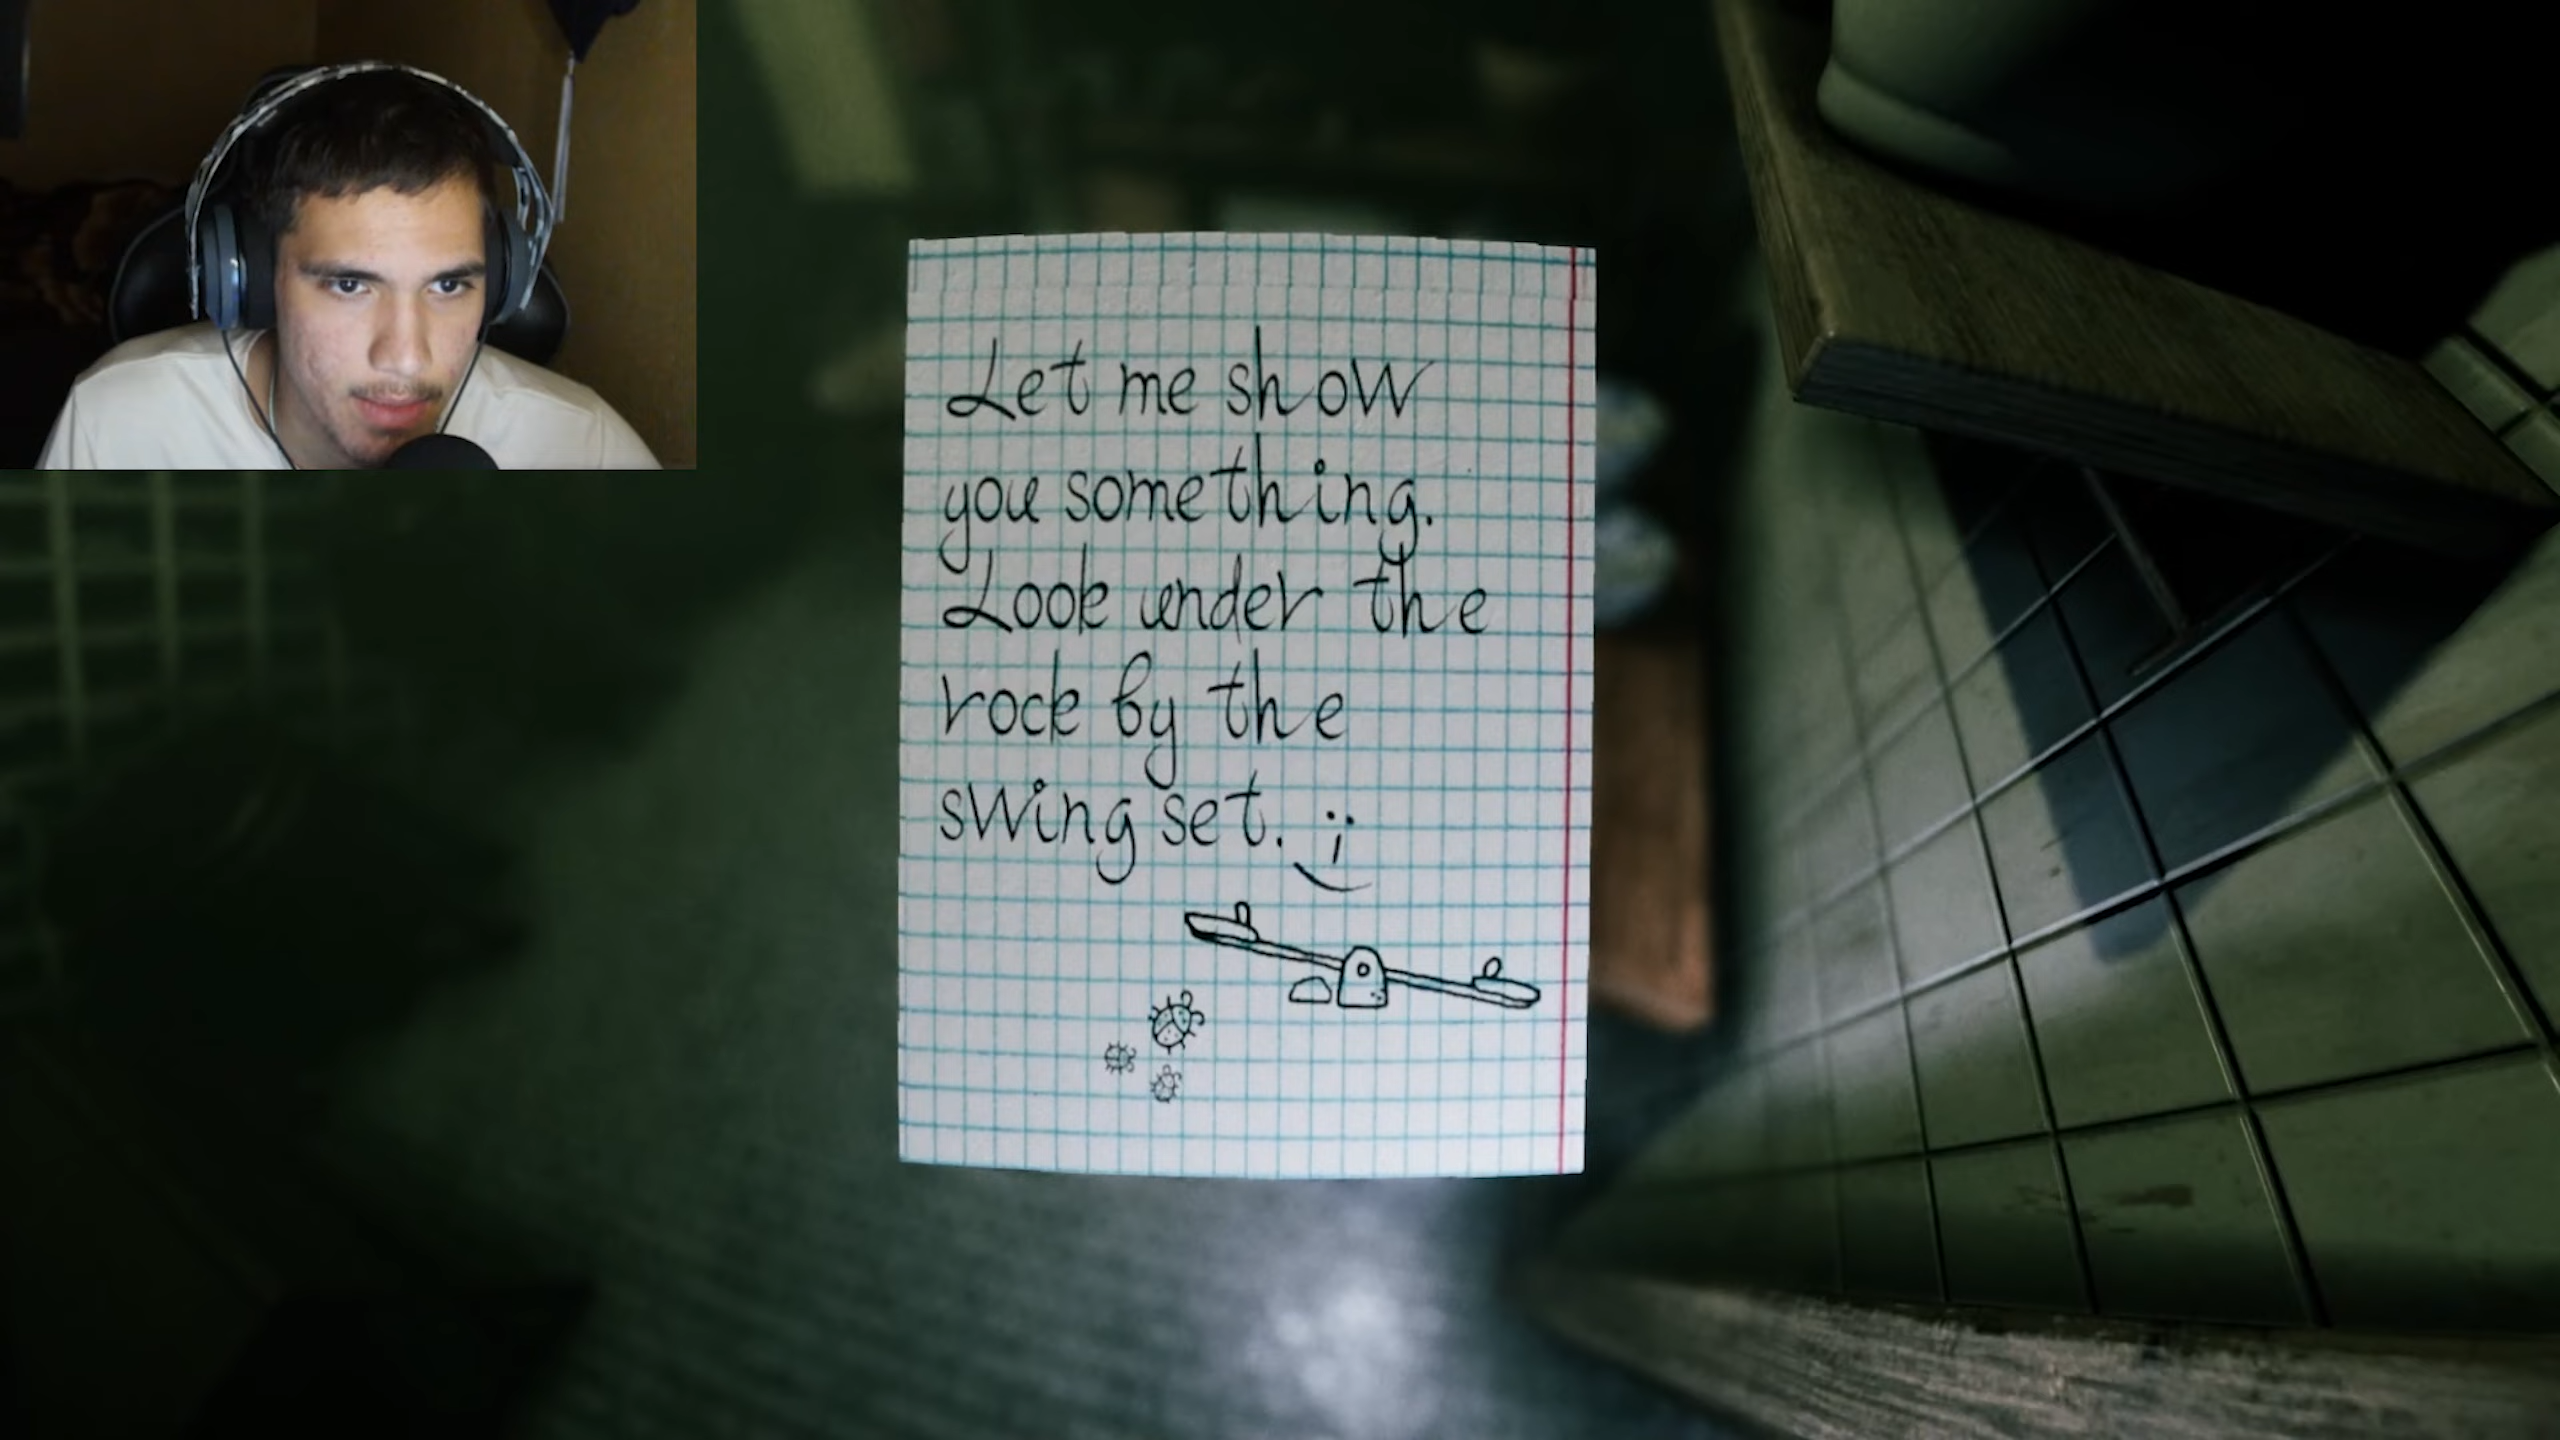 Let me show
you something.
Look under the
rock by the
swing set. :)